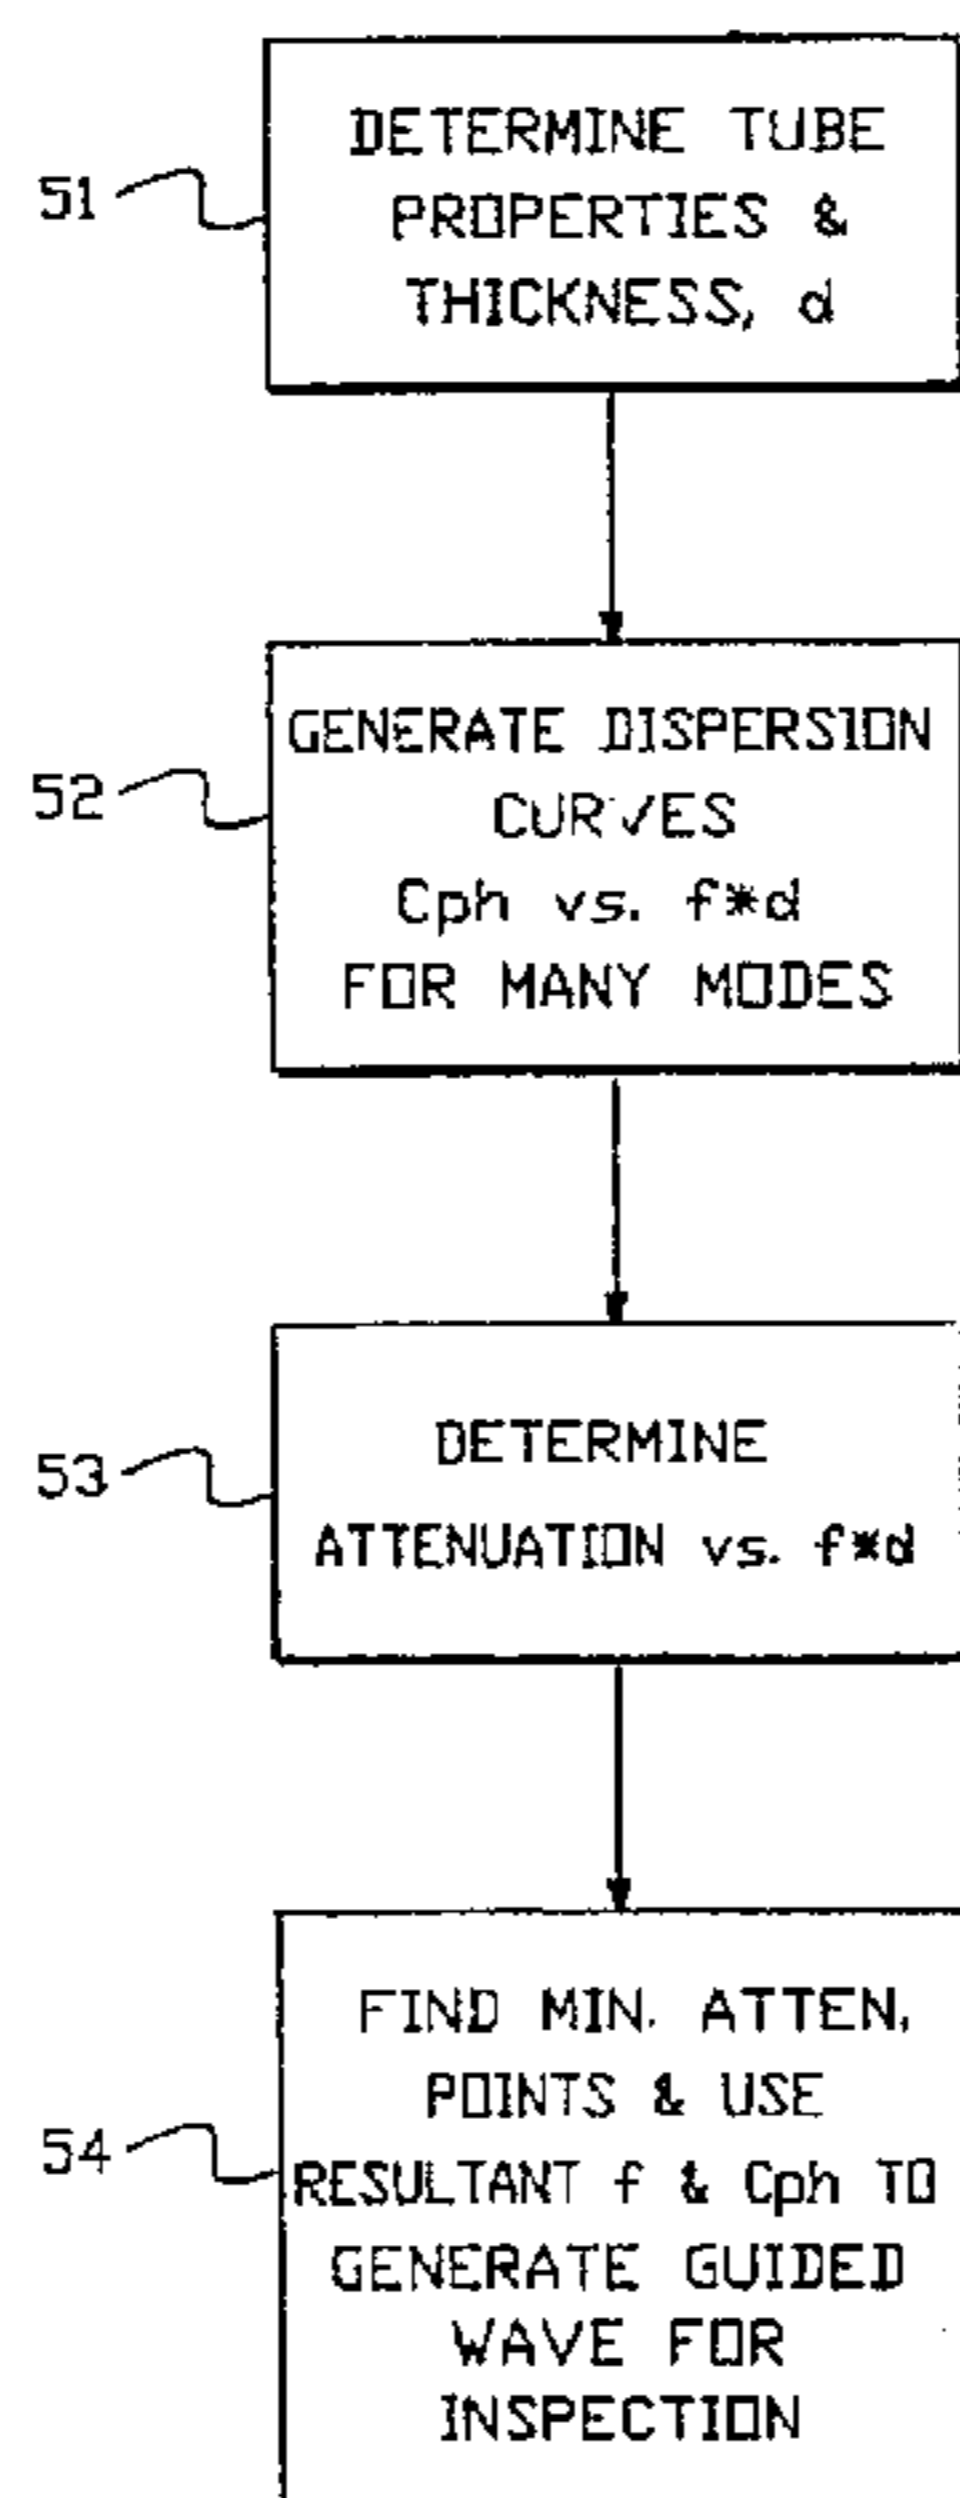 51
DETERMINE TUBE
PROPERTIES &
THICKNESS, d
52
GENERATE DISPERSION
CURVES
Cph vs. f*d
FOR MANY MODES
53
DETERMINE
ATTENUATION vs. f*d
54
FIND MIN. ATTEN.
POINTS & USE
RESULTANT f & Cph TO
GENERATE GUIDED
WAVE FOR
INSPECTION